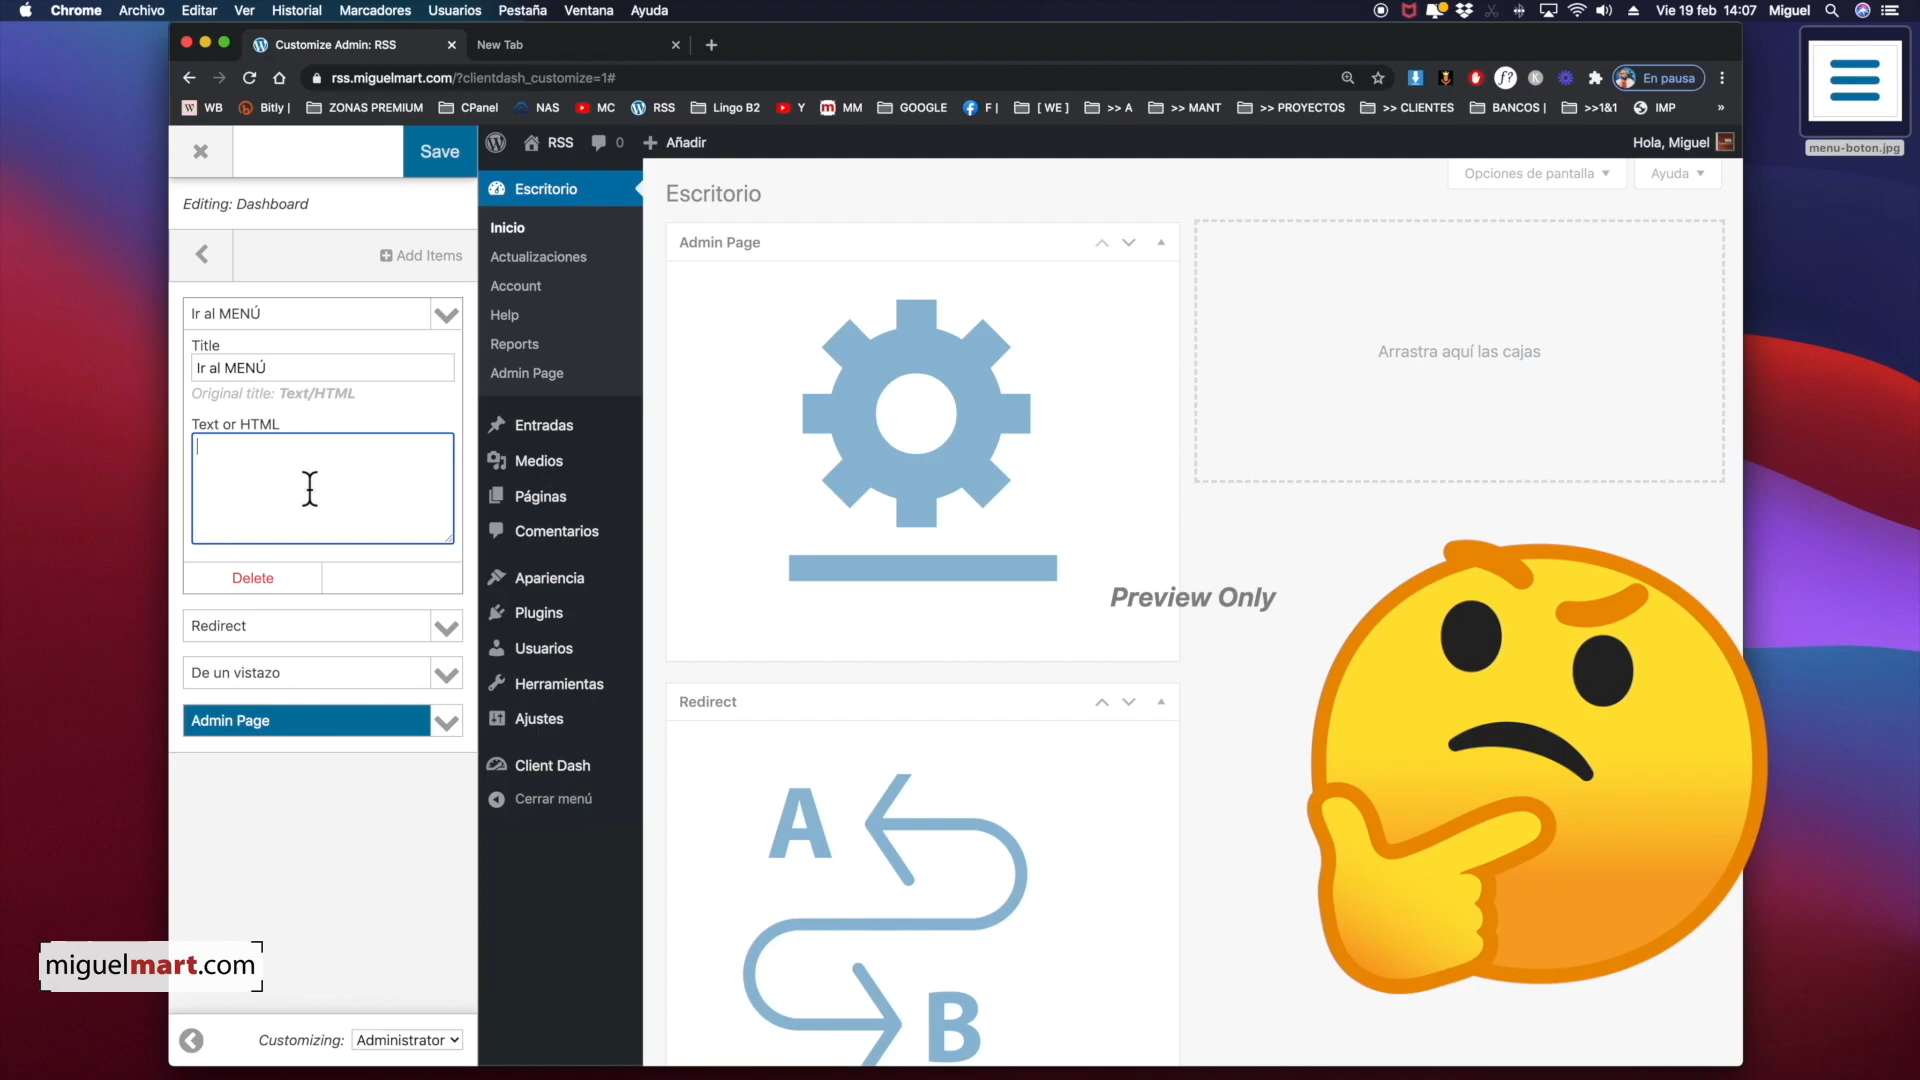 Chrome Archivo Editar Ver Historial Marcadores Usuarios Pestaña Ventana Ayuda
Vie 19 feb 14:07 Miguel
Customize Admin: RSS
New Tab
rss.miguelmart.com/?clientdash_customize=1#
f?
K
En pausa
W WB
Bitly |
ZONAS PREMIUM
CPanel
NAS
MC
RSS
Lingo B2
Y
m MM
GOOGLE
F |
[ WE ]
>> A
>> MANT
>> PROYECTOS
>> CLIENTES
BANCOS |
>>1&1
IMP
»
menu-boton.jpg
Save
RSS
0
Añadir
Hola, Miguel
Editing: Dashboard
Add Items
Ir al MENÚ
Title
Ir al MENÚ
Original title: Text/HTML
Text or HTML
Delete
Redirect
De un vistazo
Admin Page
Customizing:
Administrator
Escritorio
Inicio
Actualizaciones
Account
Help
Reports
Admin Page
Entradas
Medios
Páginas
Comentarios
Apariencia
Plugins
Usuarios
Herramientas
Ajustes
Client Dash
Cerrar menú
Opciones de pantalla
Ayuda
Escritorio
Admin Page
Arrastra aquí las cajas
Preview Only
Redirect
A
B
miguelmart.com